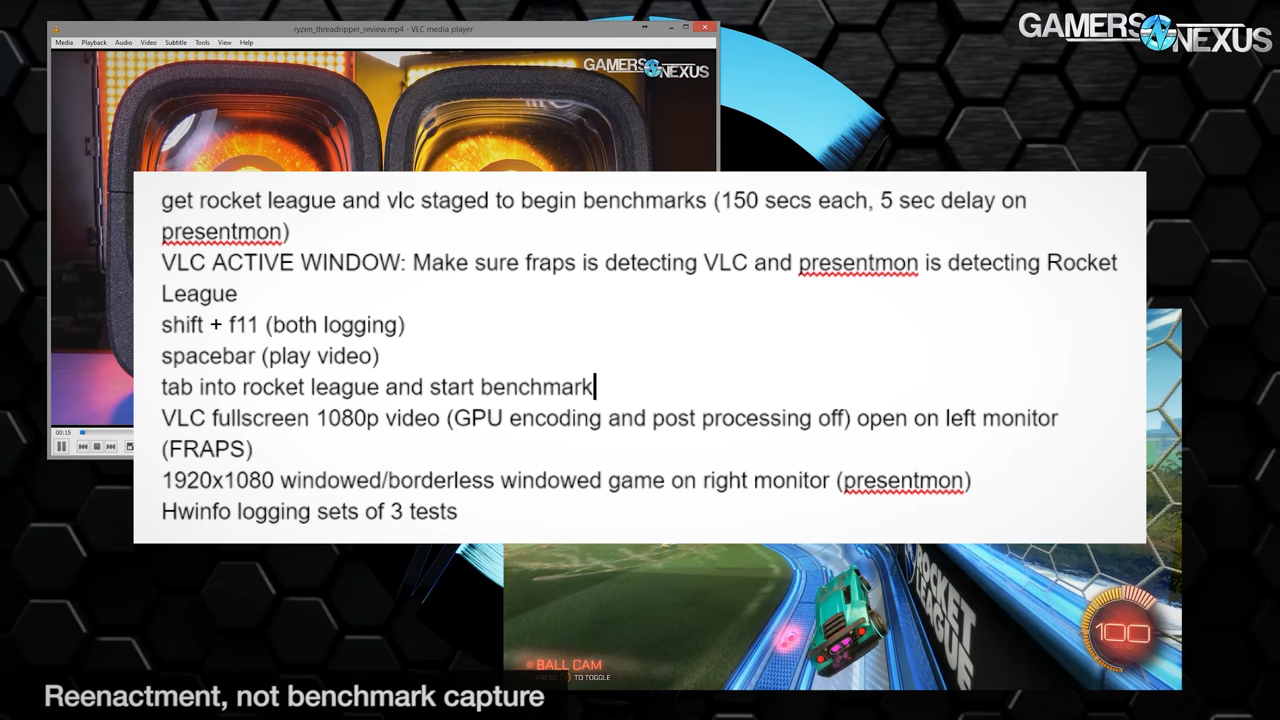 ryzen_threadripper_review.mp4 - VLC media player
Media Playback Audio Video Subtitle Tools View Help
GAMERS NEXUS
GAMERS NEXUS
get rocket league and vlc staged to begin benchmarks (150 secs each, 5 sec delay on
presentmon)
VLC ACTIVE WINDOW: Make sure fraps is detecting VLC and presentmon is detecting Rocket
League
shift + f11 (both logging)
spacebar (play video)
tab into rocket league and start benchmark
VLC fullscreen 1080p video (GPU encoding and post processing off) open on left monitor
(FRAPS)
1920x1080 windowed/borderless windowed game on right monitor (presentmon)
Hwinfo logging sets of 3 tests
00:15
ROCKET
LEAGUE
100
BOOST
BALL CAM
PRESS Y TO TOGGLE
Reenactment, not benchmark capture